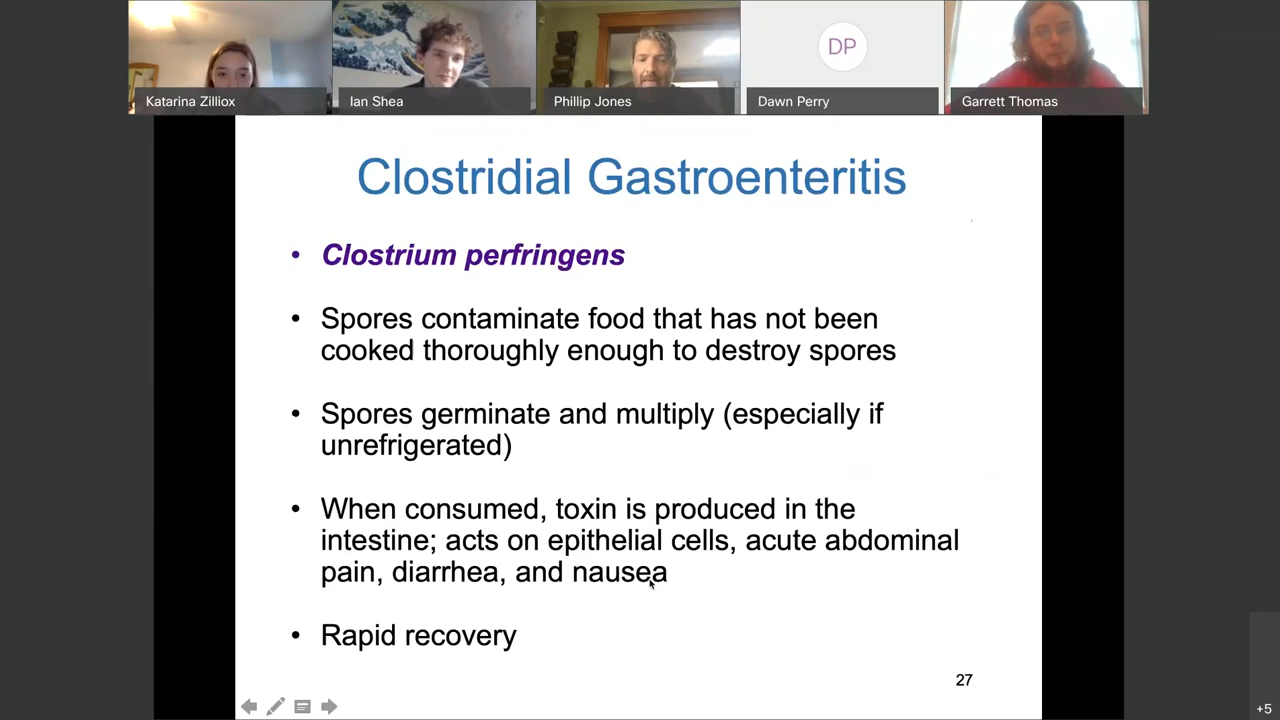 Katarina Zilliox
Ian Shea
Phillip Jones
DP
Dawn Perry
Garrett Thomas
Clostridial Gastroenteritis
• Clostrium perfringens
• Spores contaminate food that has not been
cooked thoroughly enough to destroy spores
• Spores germinate and multiply (especially if
unrefrigerated)
• When consumed, toxin is produced in the
intestine; acts on epithelial cells, acute abdominal
pain, diarrhea, and nausea
• Rapid recovery
27
+5